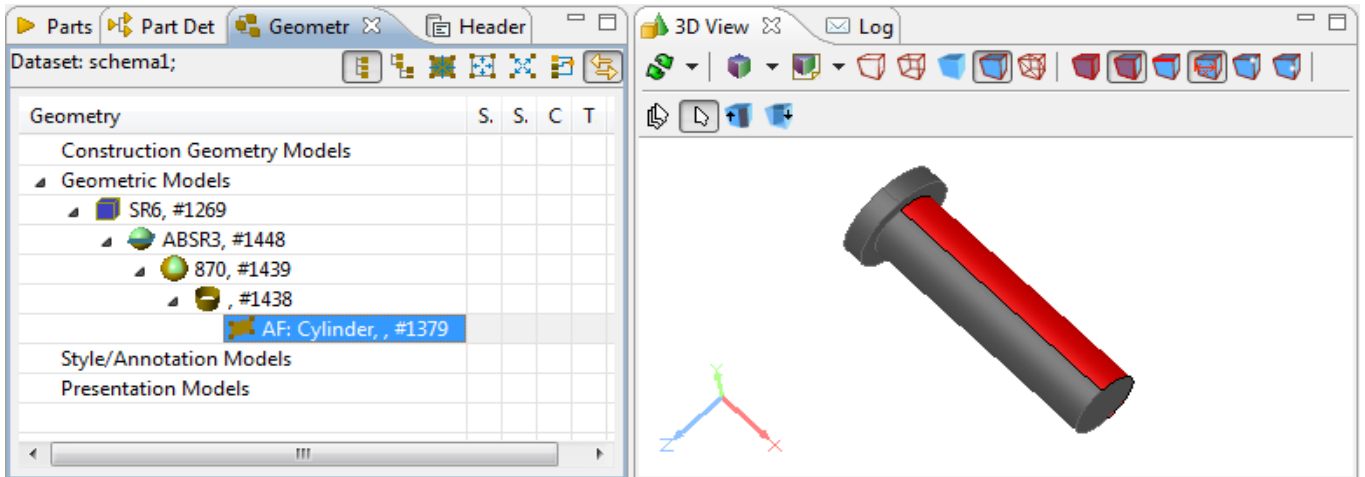 Parts Part Det Geometr Header
Dataset: schema1;
Geometry S. S. C T
Construction Geometry Models
Geometric Models
SR6, #1269
ABSR3, #1448
870, #1439
, #1438
AF: Cylinder, , #1379
Style/Annotation Models
Presentation Models
3D View Log
Y
Z
X